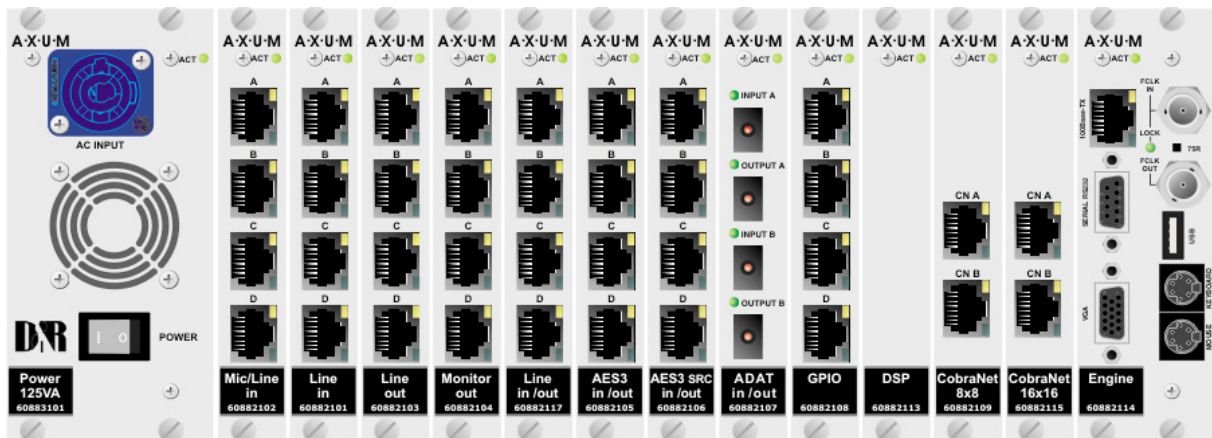 A·X·U·M
ACT
AC INPUT
D&R
I O
POWER
Power
125VA
60883101
A·X·U·M
ACT
A
B
C
D
Mic/Line
in
60882102
A·X·U·M
ACT
A
B
C
D
Line
in
60882101
A·X·U·M
ACT
A
B
C
D
Line
out
60882103
A·X·U·M
ACT
A
B
C
D
Monitor
out
60882104
A·X·U·M
ACT
A
B
C
D
Line
in /out
60882117
A·X·U·M
ACT
A
B
C
D
AES3
in /out
60882105
A·X·U·M
ACT
A
B
C
D
AES3 SRC
in /out
60882106
A·X·U·M
ACT
INPUT A
OUTPUT A
INPUT B
OUTPUT B
ADAT
in /out
60882107
A·X·U·M
ACT
A
B
C
D
GPIO
60882108
A·X·U·M
ACT
DSP
60882113
A·X·U·M
ACT
CN A
CN B
CobraNet
8x8
60882109
A·X·U·M
ACT
CN A
CN B
CobraNet
16x16
60882115
A·X·U·M
ACT
100Base-TX
SERIAL RS232
VGA
FCLK
IN
LOCK
75R
FCLK
OUT
USB
KEYBOARD
MOUSE
Engine
60882114